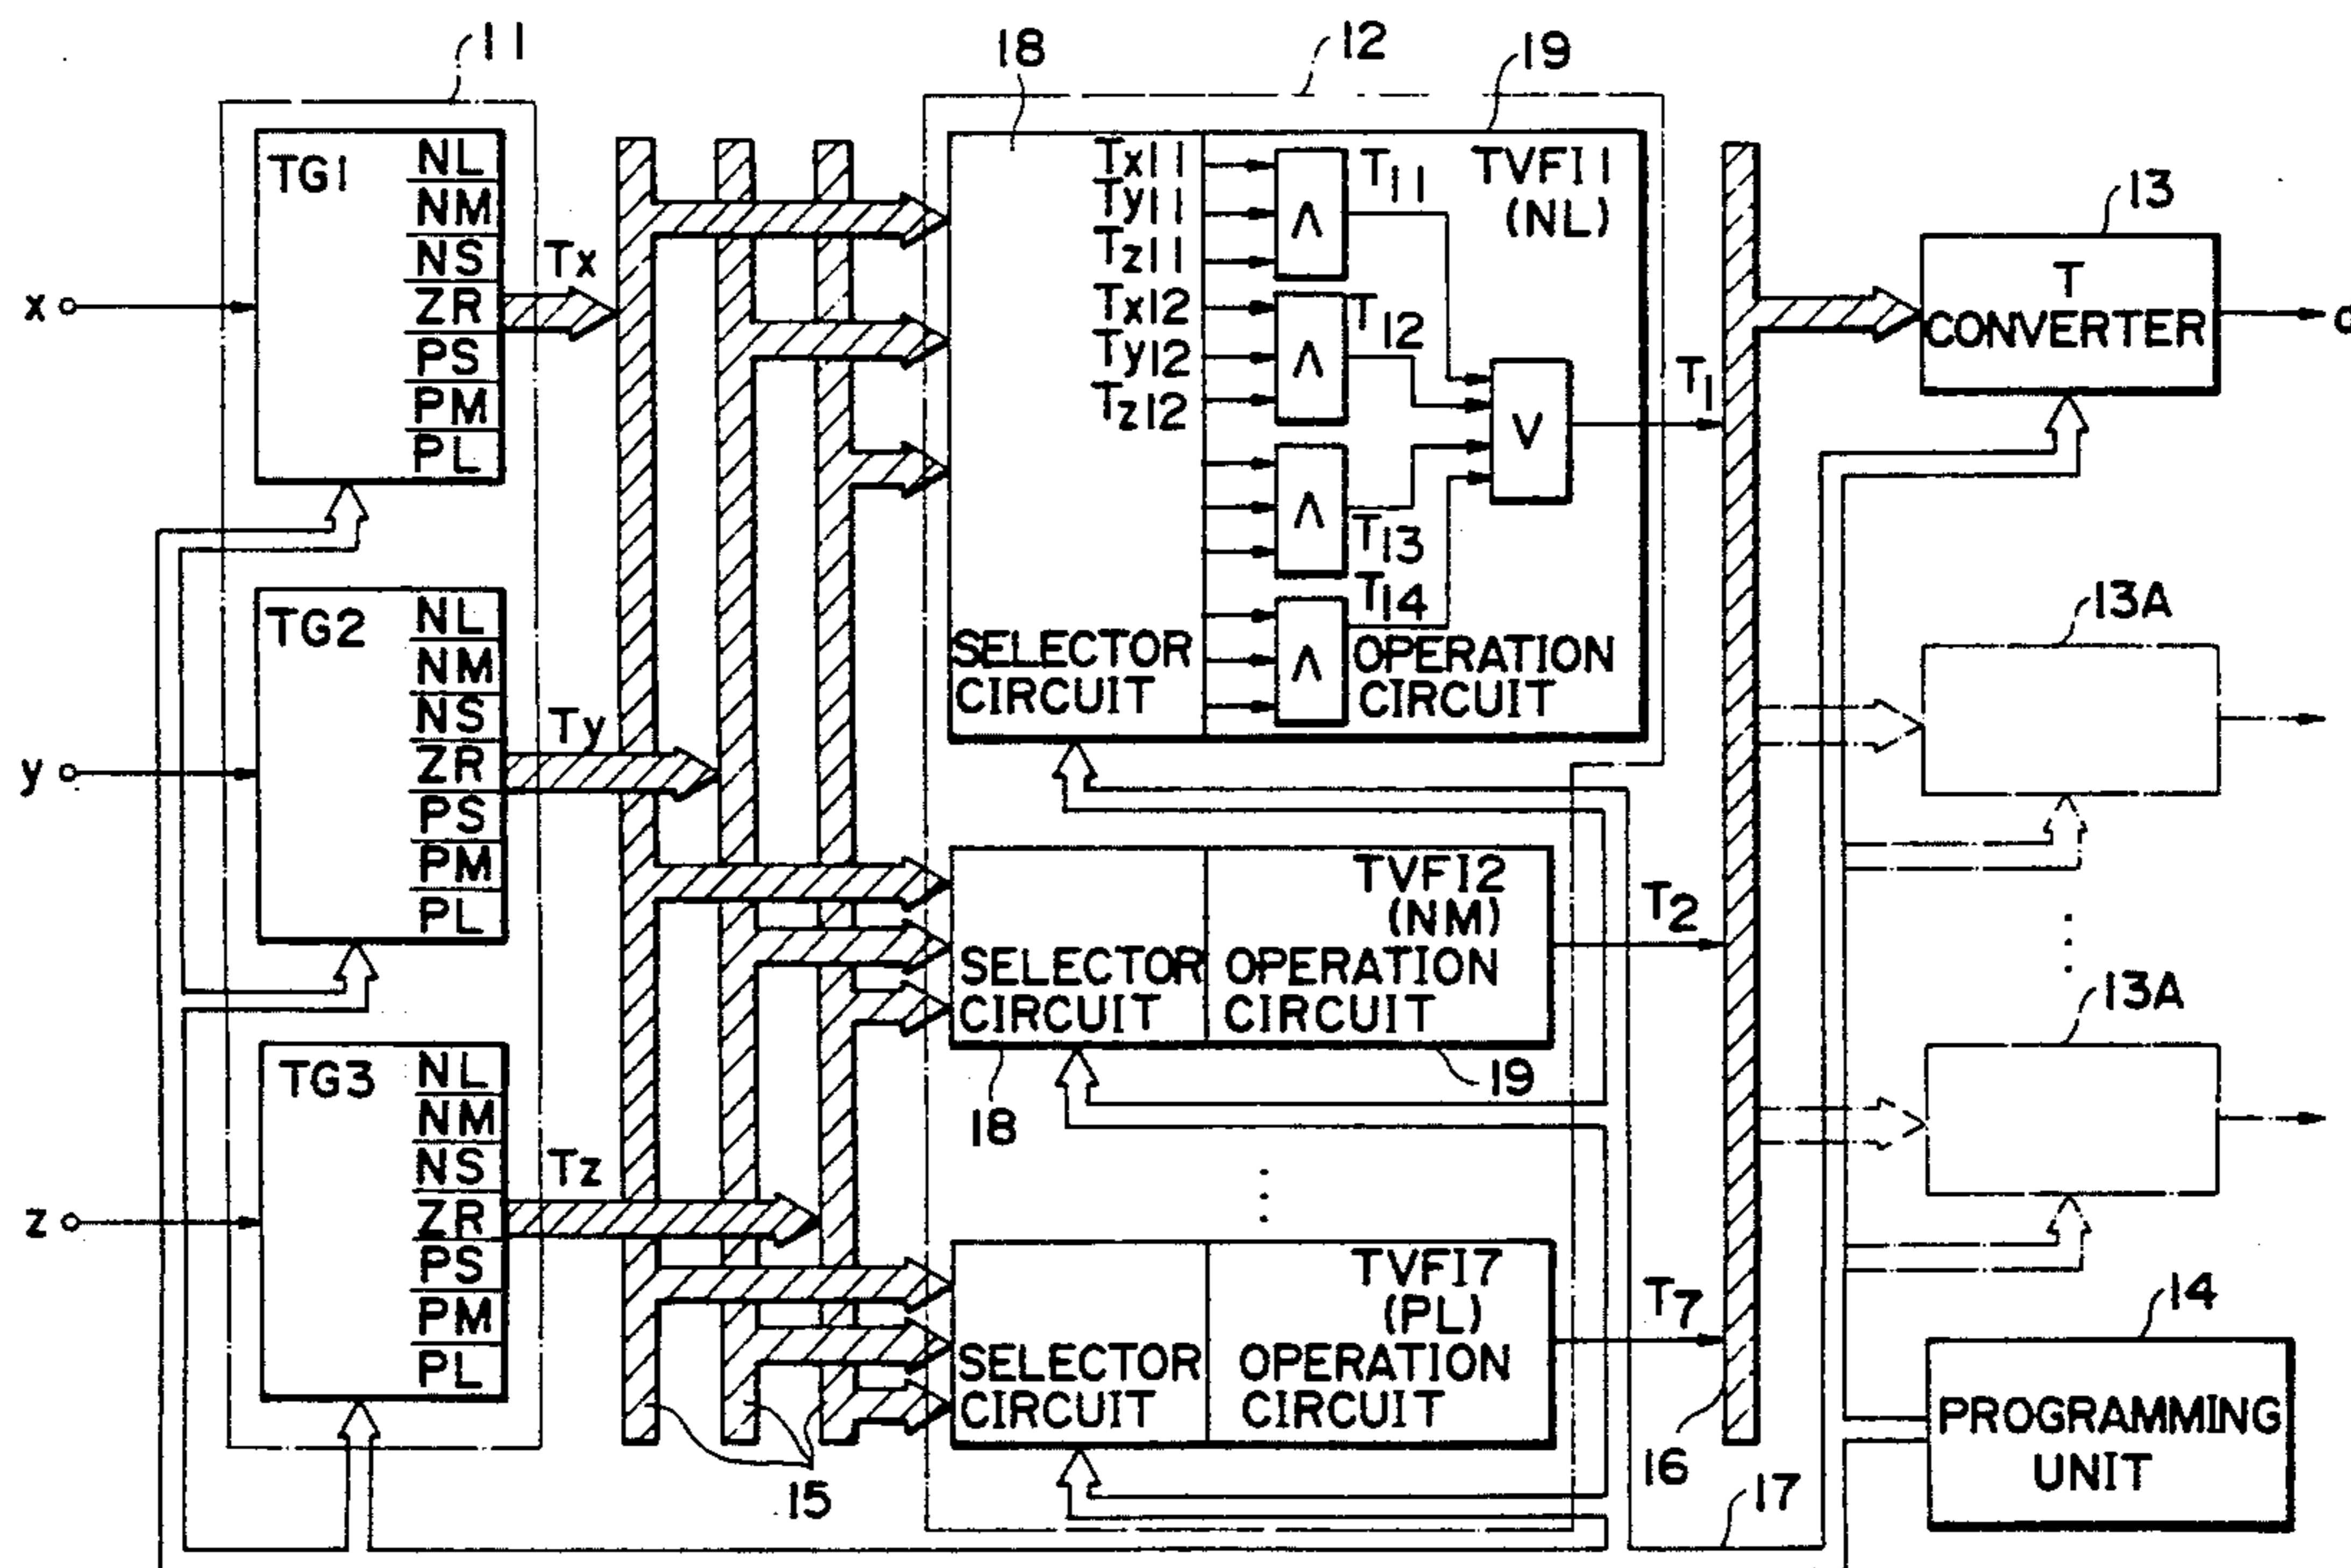 11
18
12
19
TG1
NL
NM
NS
ZR
PS
PM
PL
x
Tx
Tx11
Ty11
Tz11
Tx12
Ty12
Tz12
Λ
Λ
Λ
Λ
T11
T12
T13
T14
V
TVFI1
(NL)
SELECTOR
CIRCUIT
OPERATION
CIRCUIT
T1
13
T
CONVERTER
TG2
NL
NM
NS
ZR
PS
PM
PL
y
Ty
13A
TVFI2
(NM)
SELECTOR
CIRCUIT
OPERATION
CIRCUIT
T2
18
19
13A
TG3
NL
NM
NS
ZR
PS
PM
PL
z
Tz
TVFI7
(PL)
SELECTOR
CIRCUIT
OPERATION
CIRCUIT
T7
14
PROGRAMMING
UNIT
15
16
17